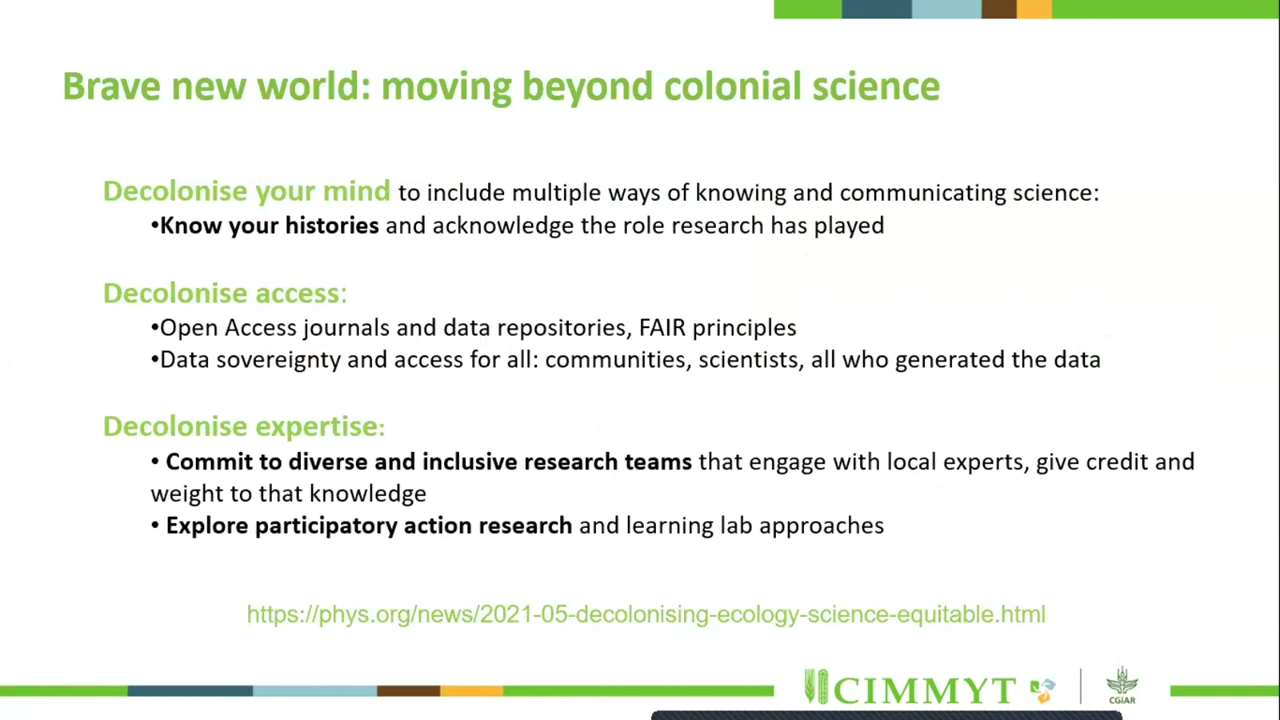 Brave new world: moving beyond colonial science
Decolonise your mind to include multiple ways of knowing and communicating science:
•Know your histories and acknowledge the role research has played
Decolonise access:
•Open Access journals and data repositories, FAIR principles
•Data sovereignty and access for all: communities, scientists, all who generated the data
Decolonise expertise:
• Commit to diverse and inclusive research teams that engage with local experts, give credit and
weight to that knowledge
• Explore participatory action research and learning lab approaches
https://phys.org/news/2021-05-decolonising-ecology-science-equitable.html
CIMMYT
CGIAR